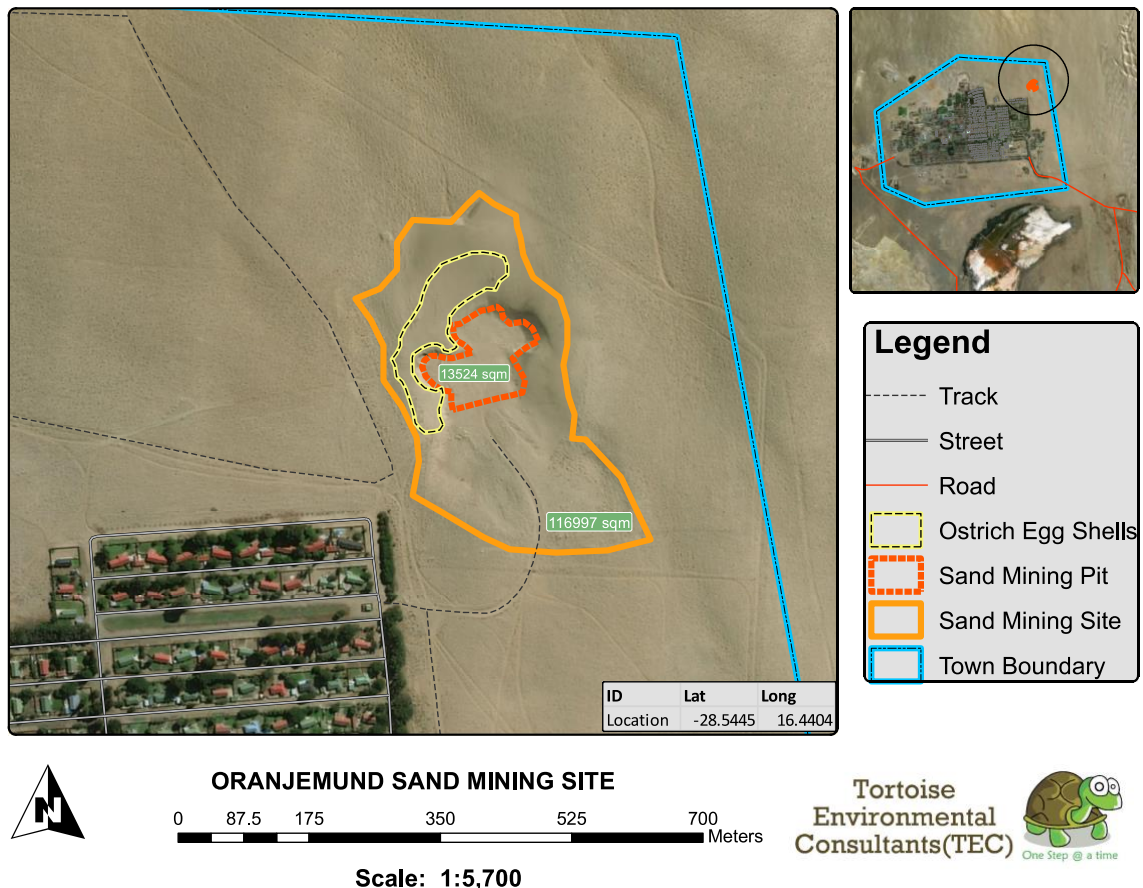 13524 sqm
116997 sqm
ID Lat Long
Location -28.5445 16.4404
Legend
Track
Street
Road
Ostrich Egg Shells
Sand Mining Pit
Sand Mining Site
Town Boundary
N
ORANJEMUND SAND MINING SITE
0 87.5 175 350 525 700
Meters
Scale: 1:5,700
Tortoise
Environmental
Consultants(TEC)
One Step @ a time